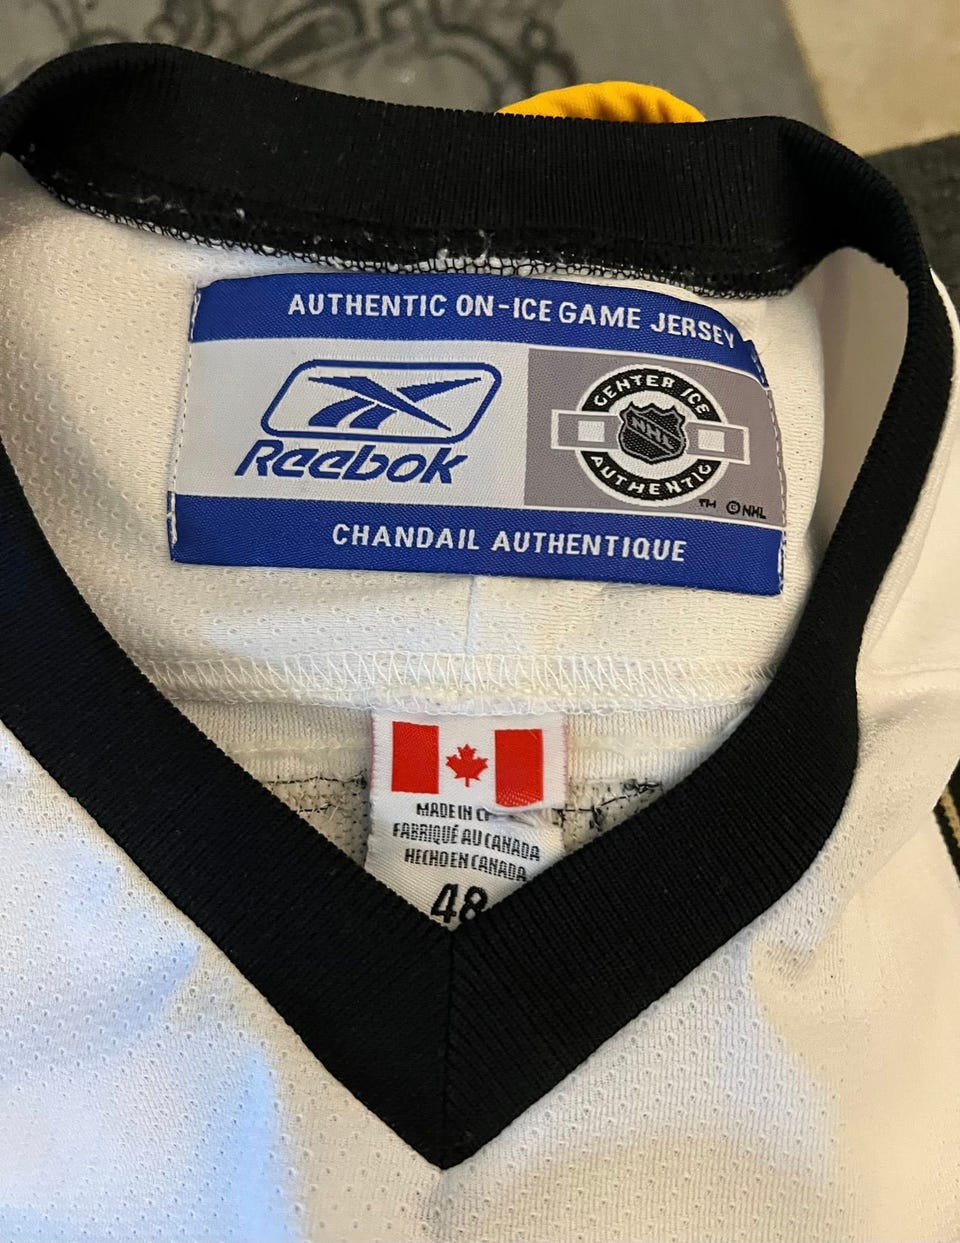 AUTHENTIC ON-ICE GAME JERSEY
Reebok
CENTER ICE
NHL
AUTHENTIC
™ © NHL
CHANDAIL AUTHENTIQUE
MADE IN
FABRIQUÉ AU CANADA
HECHO EN CANADA
48